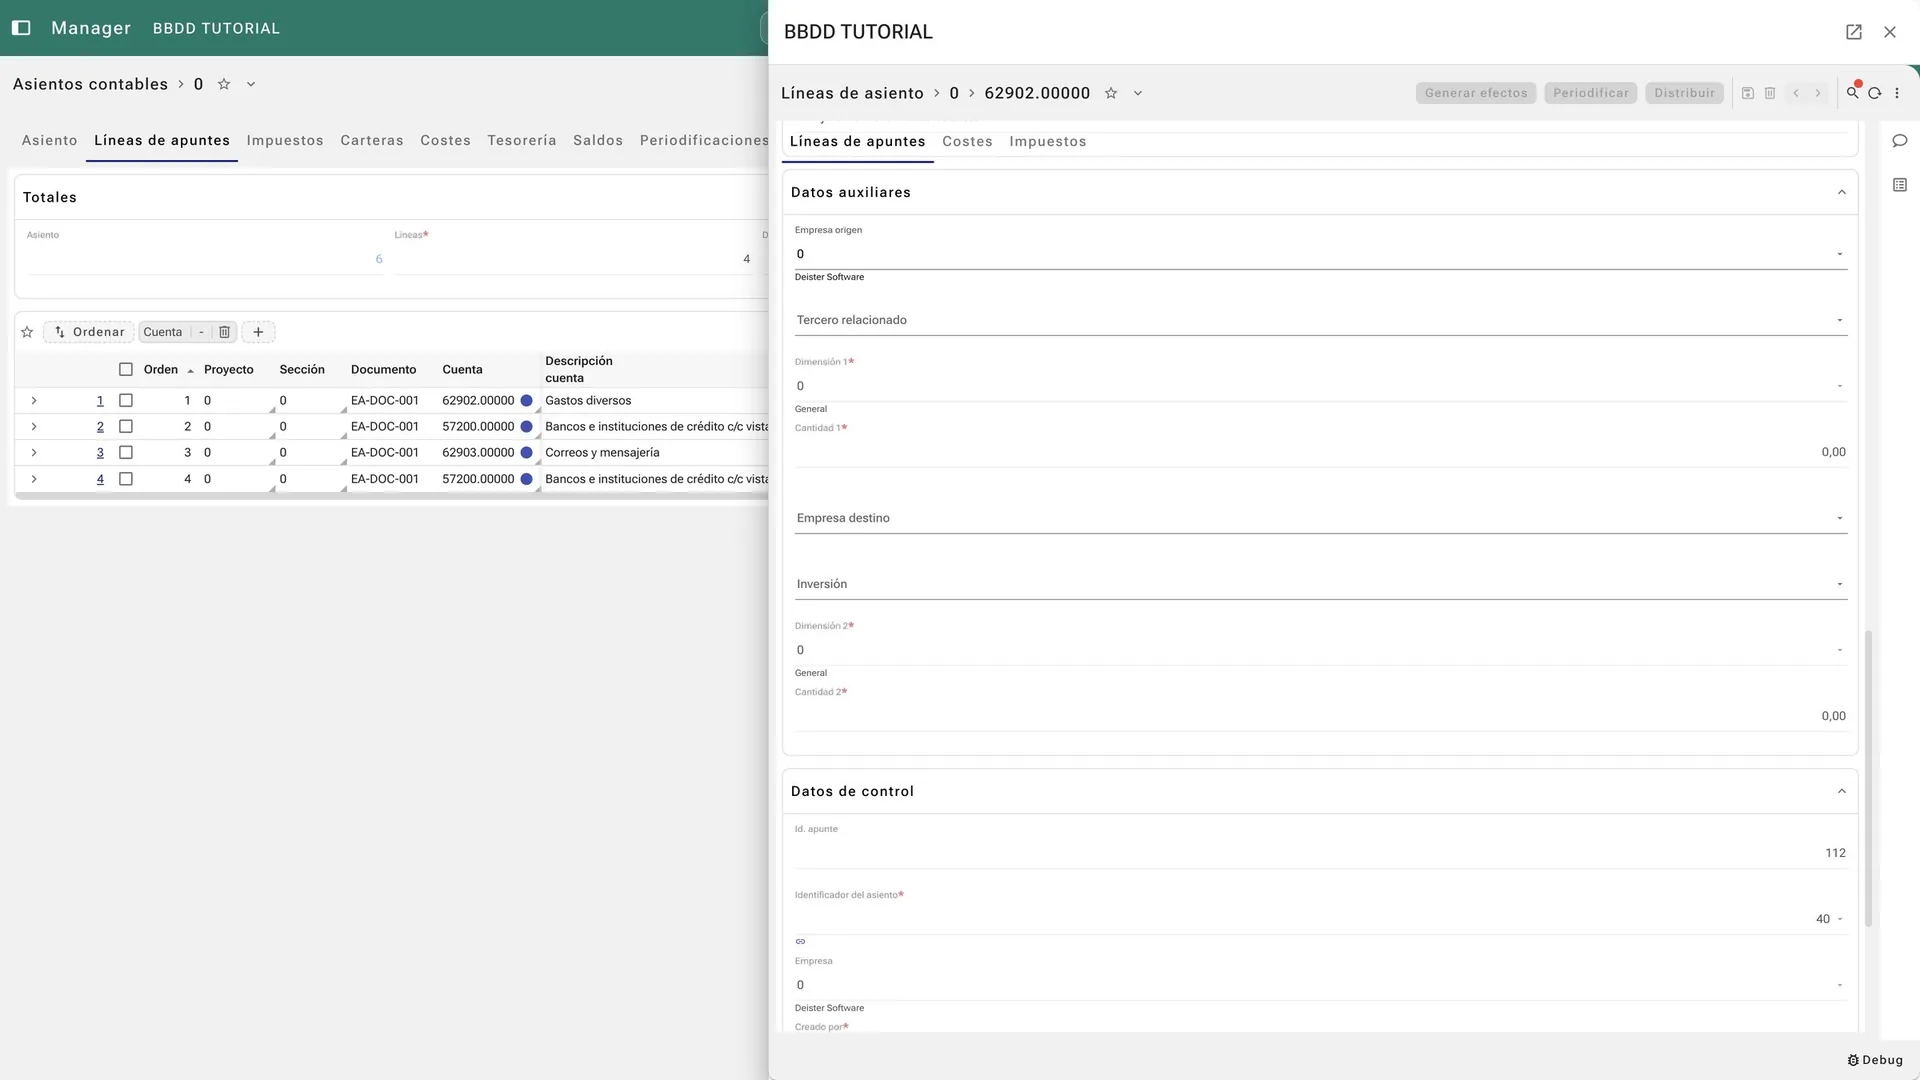 Manager BBDD TUTORIAL
Asientos contables > 0
Asiento Líneas de apuntes Impuestos Carteras Costes Tesorería Saldos Periodificaciones
Totales
Asiento Lineas* D
6 4
Ordenar Cuenta - +
Orden Proyecto Sección Documento Cuenta Descripción cuenta
1 1 0 0 EA-DOC-001 62902.00000 Gastos diversos
2 2 0 0 EA-DOC-001 57200.00000 Bancos e instituciones de crédito c/c vista
3 3 0 0 EA-DOC-001 62903.00000 Correos y mensajería
4 4 0 0 EA-DOC-001 57200.00000 Bancos e instituciones de crédito c/c vista
BBDD TUTORIAL
Líneas de asiento > 0 > 62902.00000
Generar efectos Periodificar Distribuir
Líneas de apuntes Costes Impuestos
Datos auxiliares
Empresa origen
0
Deister Software
Tercero relacionado
Dimensión 1*
0
General
Cantidad 1*
0,00
Empresa destino
Inversión
Dimensión 2*
0
General
Cantidad 2*
0,00
Datos de control
Id. apunte
112
Identificador del asiento*
40
Empresa
0
Deister Software
Creado por*
Debug